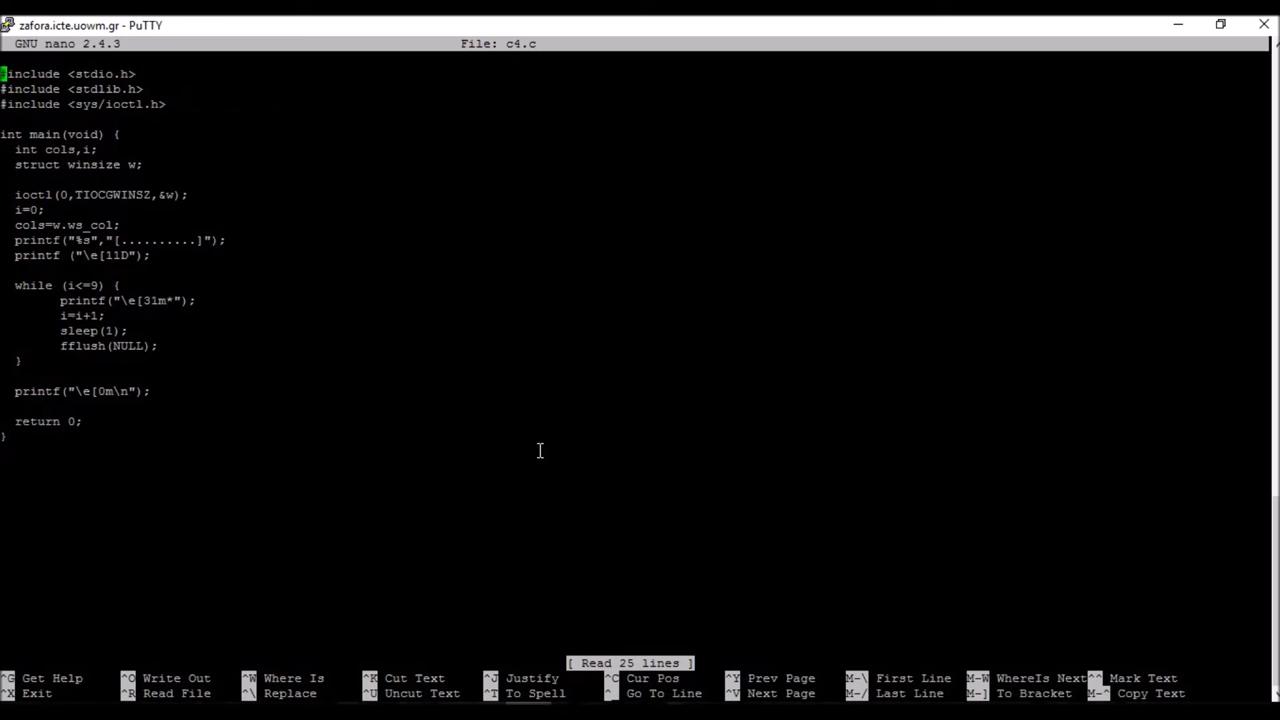 zafora.icte.uowm.gr - PuTTY
GNU nano 2.4.3 File: c4.c
#include <stdio.h>
#include <stdlib.h>
#include <sys/ioctl.h>
int main(void) {
int cols,i;
struct winsize w;
ioctl(0,TIOCGWINSZ,&w);
i=0;
cols=w.ws_col;
printf("%s","[..........]");
printf ("\e[11D");
while (i<=9) {
printf("\e[31m*");
i=i+1;
sleep(1);
fflush(NULL);
}
printf("\e[0m\n");
return 0;
}
[ Read 25 lines ]
^G Get Help ^O Write Out ^W Where Is ^K Cut Text ^J Justify ^C Cur Pos ^Y Prev Page M-\ First Line M-W WhereIs Next ^^ Mark Text
^X Exit ^R Read File ^\ Replace ^U Uncut Text ^T To Spell ^_ Go To Line ^V Next Page M-/ Last Line M-] To Bracket M-^ Copy Text